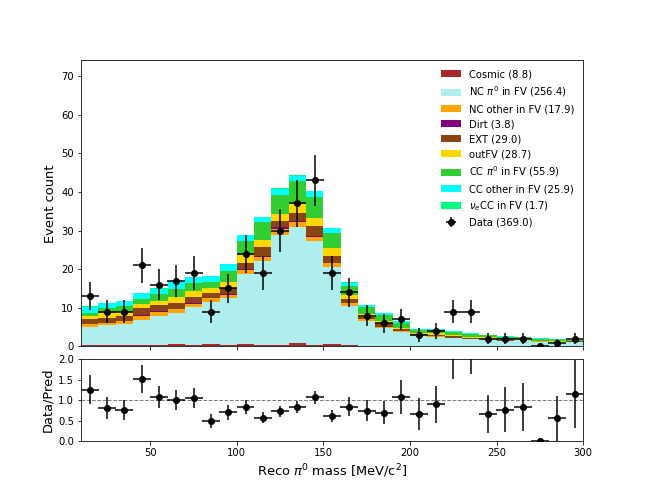 70
60
50
40
30
20
10
0
Event count
Cosmic (8.8)
NC π⁰ in FV (256.4)
NC other in FV (17.9)
Dirt (3.8)
EXT (29.0)
outFV (28.7)
CC π⁰ in FV (55.9)
CC other in FV (25.9)
νₑCC in FV (1.7)
Data (369.0)
2.0
1.5
1.0
0.5
0.0
Data/Pred
50 100 150 200 250 300
Reco π⁰ mass [MeV/c²]